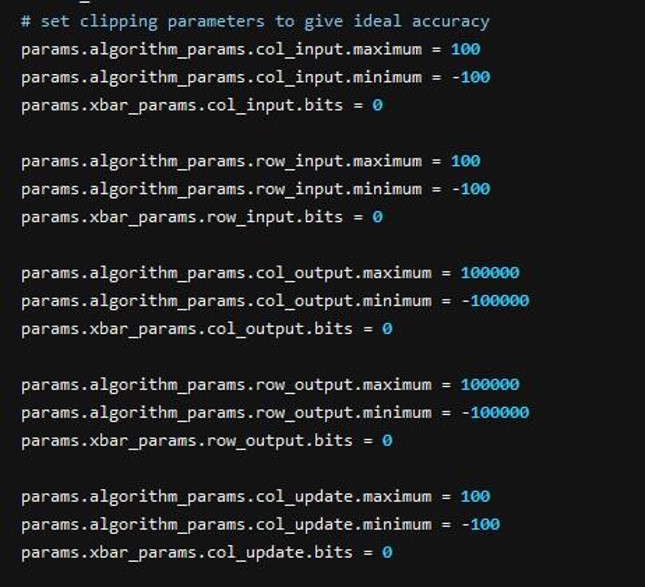 # set clipping parameters to give ideal accuracy
params.algorithm_params.col_input.maximum = 100
params.algorithm_params.col_input.minimum = -100
params.xbar_params.col_input.bits = 0
params.algorithm_params.row_input.maximum = 100
params.algorithm_params.row_input.minimum = -100
params.xbar_params.row_input.bits = 0
params.algorithm_params.col_output.maximum = 100000
params.algorithm_params.col_output.minimum = -100000
params.xbar_params.col_output.bits = 0
params.algorithm_params.row_output.maximum = 100000
params.algorithm_params.row_output.minimum = -100000
params.xbar_params.row_output.bits = 0
params.algorithm_params.col_update.maximum = 100
params.algorithm_params.col_update.minimum = -100
params.xbar_params.col_update.bits = 0